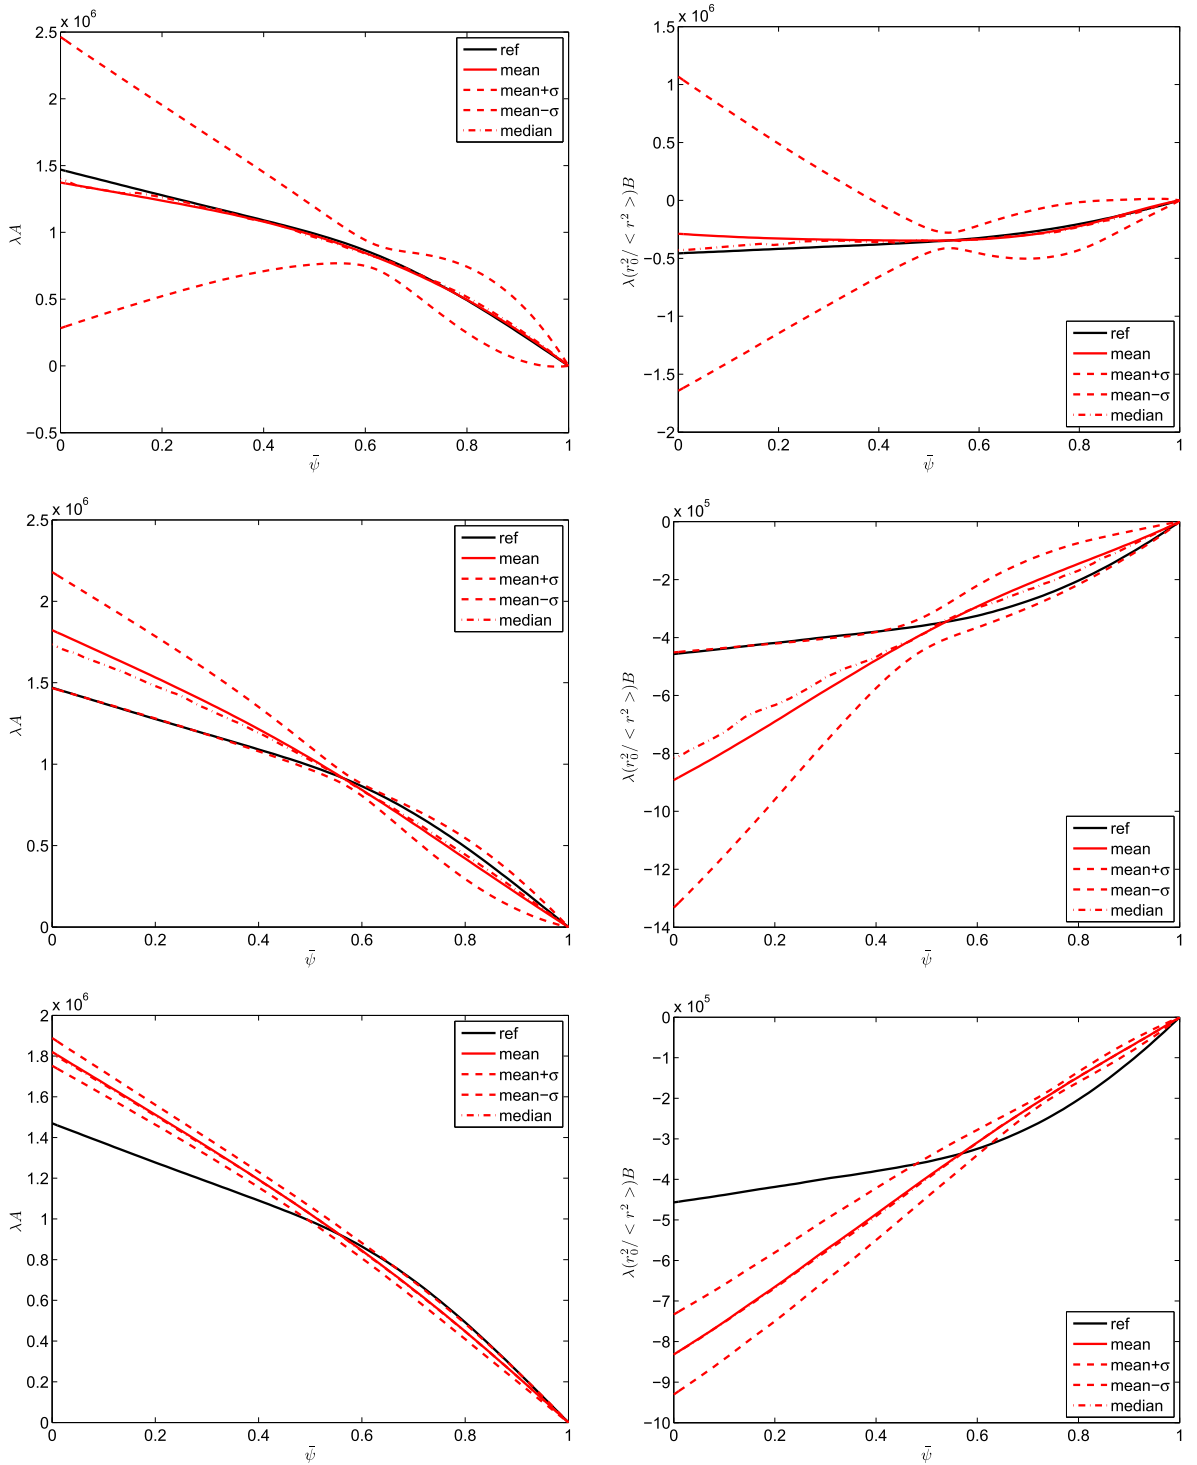 x 10^6
2.5
2
1.5
1
0.5
0
−0.5
λA
0 0.2 0.4 0.6 0.8 1
ψ̄
ref
mean
mean+σ
mean−σ
median
x 10^6
1.5
1
0.5
0
−0.5
−1
−1.5
−2
λ(r₀²/ < r² >)B
0 0.2 0.4 0.6 0.8 1
ψ̄
ref
mean
mean+σ
mean−σ
median
x 10^6
2.5
2
1.5
1
0.5
0
λA
0 0.2 0.4 0.6 0.8 1
ψ̄
ref
mean
mean+σ
mean−σ
median
x 10^5
0
−2
−4
−6
−8
−10
−12
−14
λ(r₀²/ < r² >)B
0 0.2 0.4 0.6 0.8 1
ψ̄
ref
mean
mean+σ
mean−σ
median
x 10^6
2
1.8
1.6
1.4
1.2
1
0.8
0.6
0.4
0.2
0
λA
0 0.2 0.4 0.6 0.8 1
ψ̄
ref
mean
mean+σ
mean−σ
median
x 10^5
0
−1
−2
−3
−4
−5
−6
−7
−8
−9
−10
λ(r₀²/ < r² >)B
0 0.2 0.4 0.6 0.8 1
ψ̄
ref
mean
mean+σ
mean−σ
median